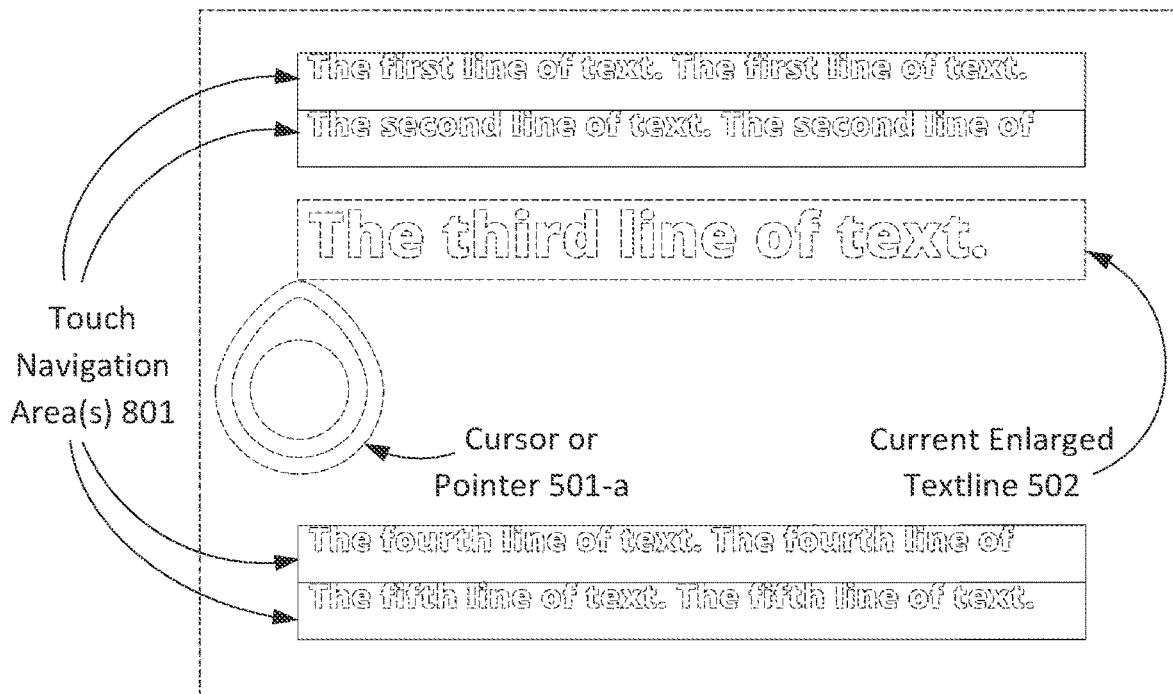 The first line of text. The first line of text.
The second line of text. The second line of
The third line of text.
Touch
Navigation
Area(s) 801
Cursor or
Pointer 501-a
Current Enlarged
Textline 502
The fourth line of text. The fourth line of
The fifth line of text. The fifth line of text.